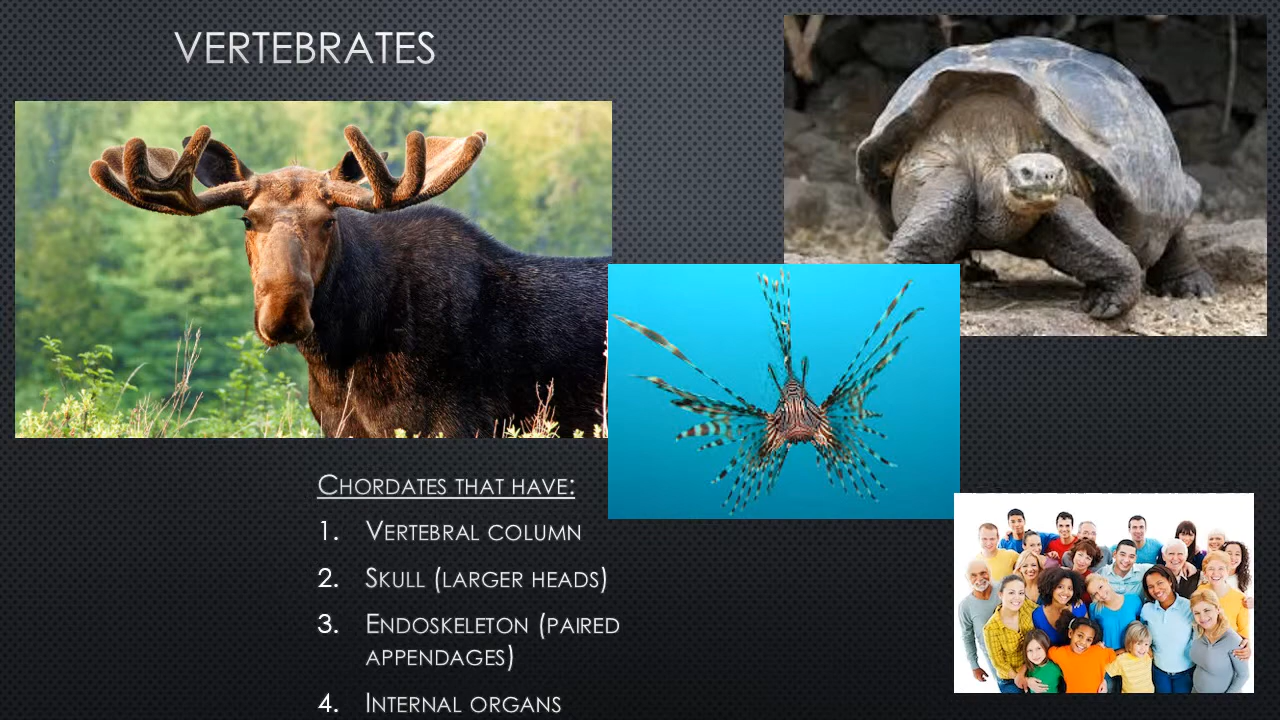 VERTEBRATES
CHORDATES THAT HAVE:
1. VERTEBRAL COLUMN
2. SKULL (LARGER HEADS)
3. ENDOSKELETON (PAIRED
APPENDAGES)
4. INTERNAL ORGANS